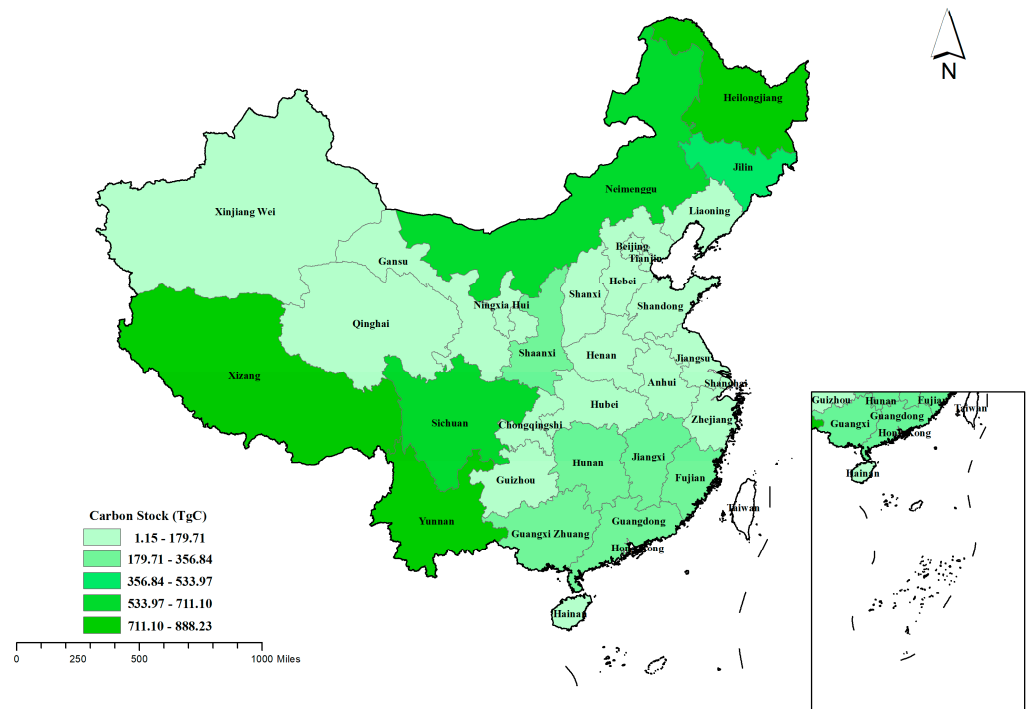 N
Heilongjiang
Jilin
Neimenggu
Liaoning
Xinjiang Wei
Beijing
Tianjin
Gansu
Hebei
Shanxi
Ningxia Hui
Shandong
Qinghai
Shaanxi
Henan
Jiangsu
Xizang
Anhui
Shanghai
Hubei
Sichuan
Chongqingshi
Zhejiang
Hunan
Jiangxi
Guizhou
Fujian
Yunnan
Guangxi Zhuang
Guangdong
Taiwan
Hong Kong
Hainan
Guizhou
Hunan
Fujian
Taiwan
Guangxi
Guangdong
Hong Kong
Hainan
Carbon Stock (TgC)
1.15 - 179.71
179.71 - 356.84
356.84 - 533.97
533.97 - 711.10
711.10 - 888.23
0 250 500 1000 Miles